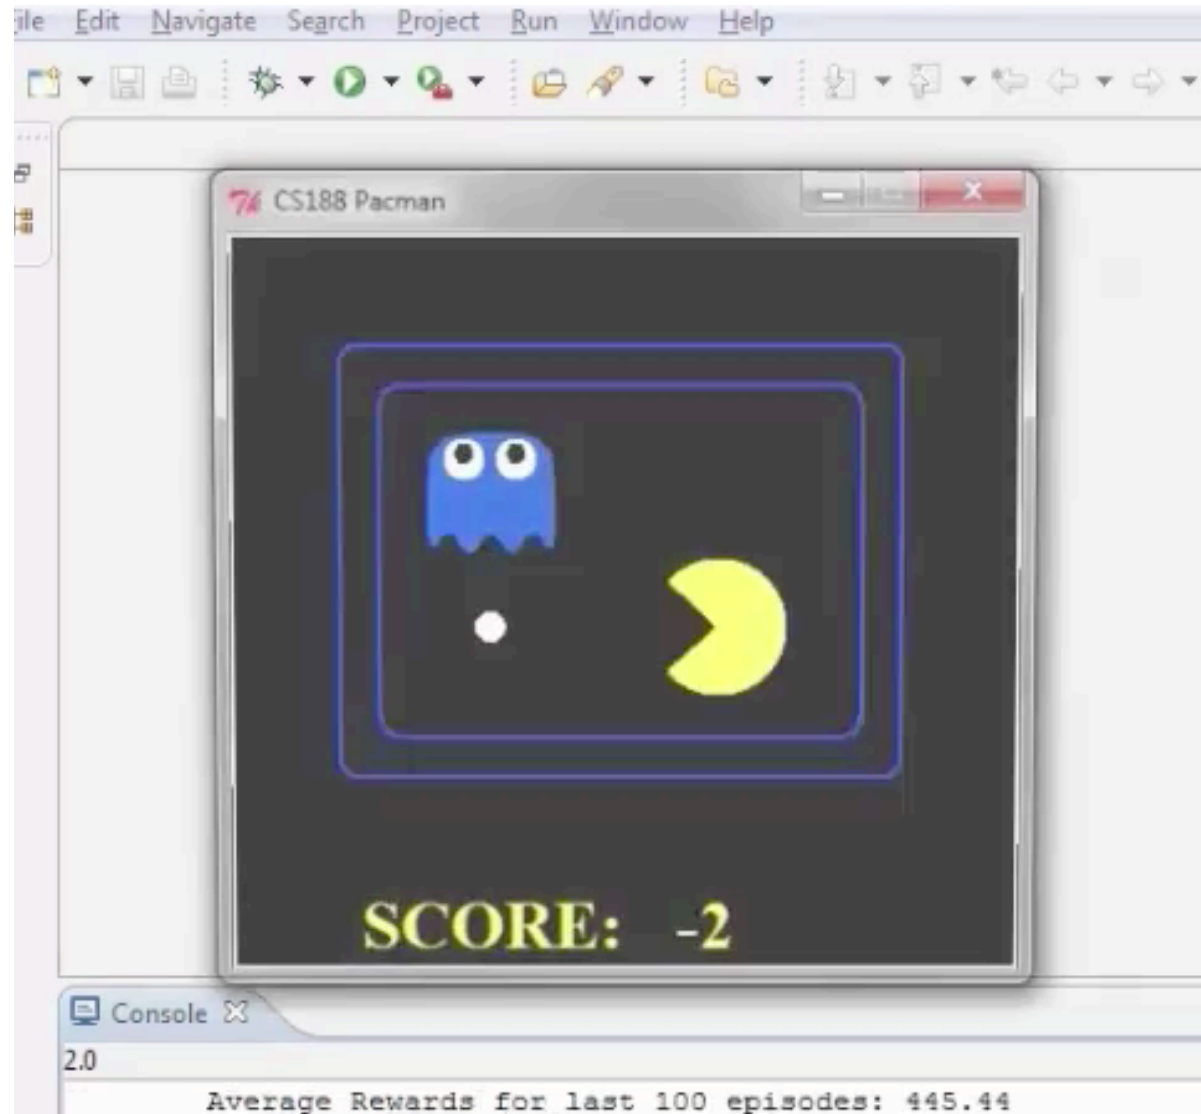 File Edit Navigate Search Project Run Window Help
CS188 Pacman
SCORE: -2
Console
2.0
Average Rewards for last 100 episodes: 445.44